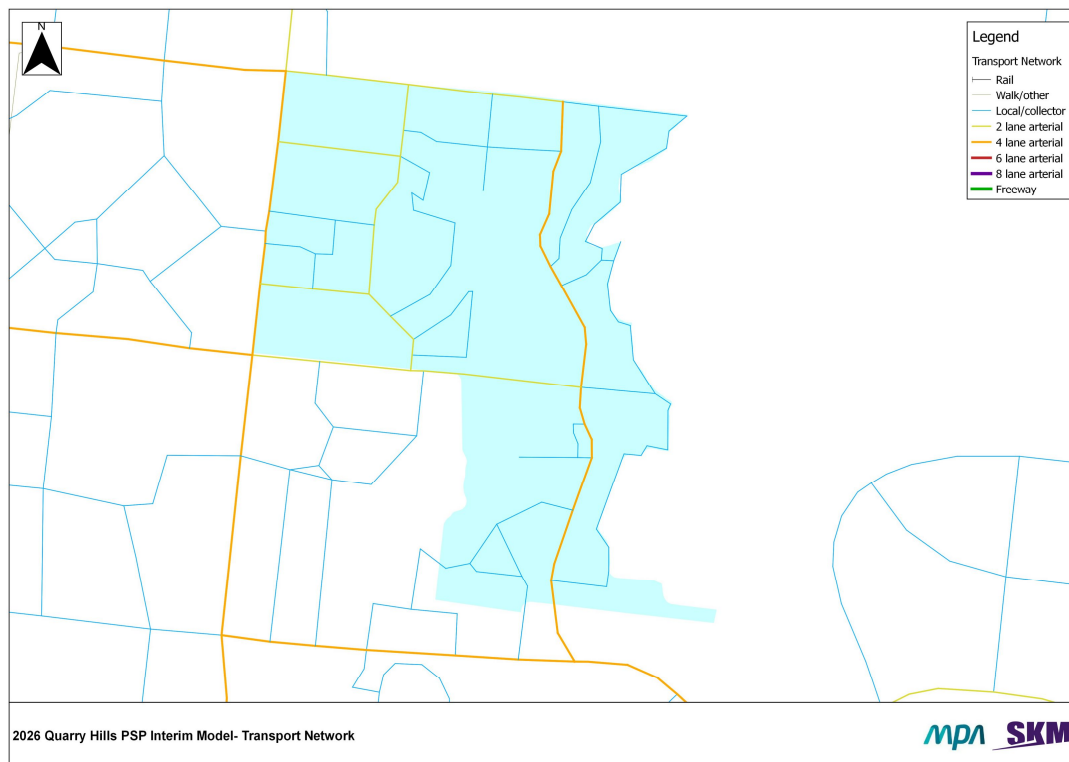 N
Legend
Transport Network
Rail
Walk/other
Local/collector
2 lane arterial
4 lane arterial
6 lane arterial
8 lane arterial
Freeway
2026 Quarry Hills PSP Interim Model- Transport Network
mpa
SKM